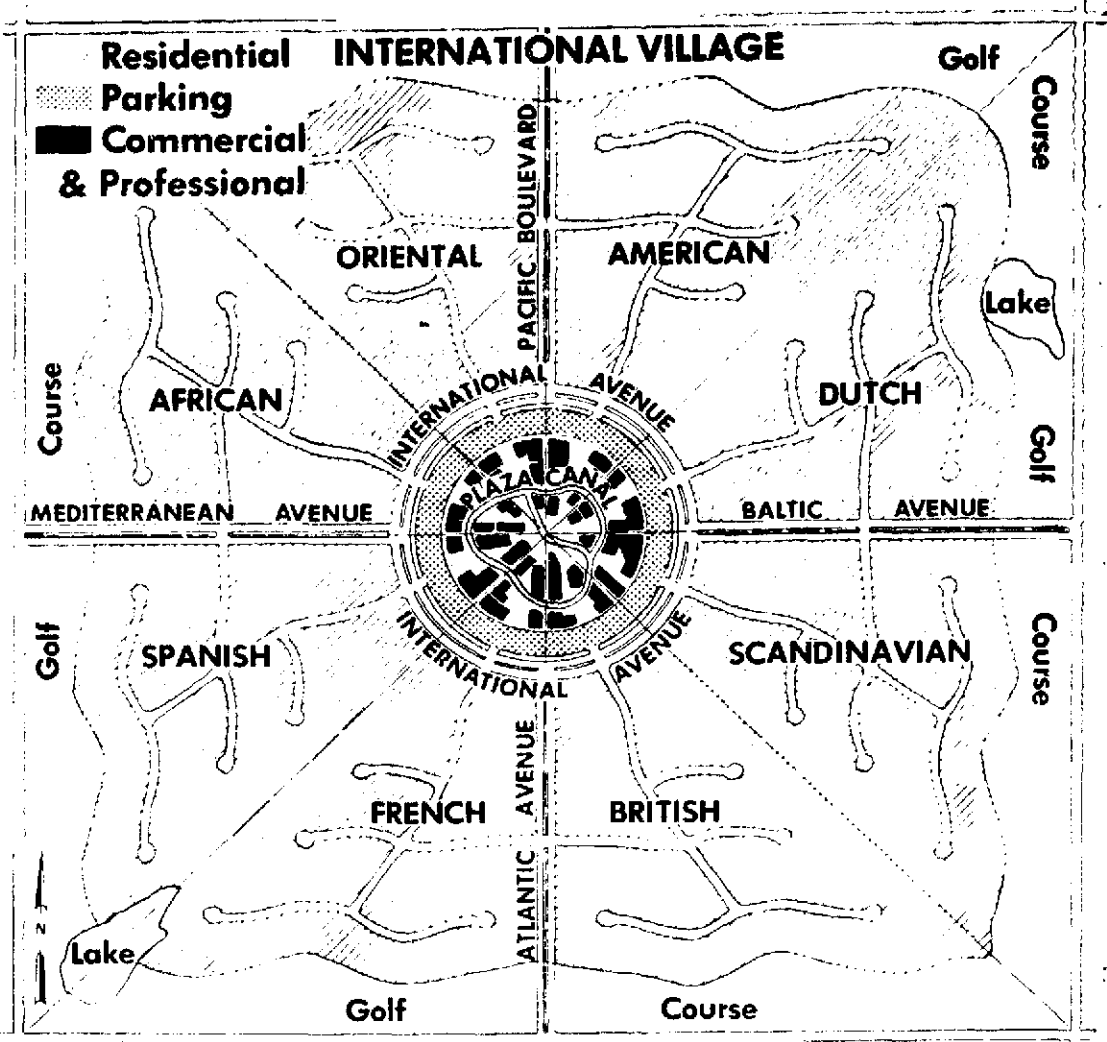 INTERNATIONAL VILLAGE
Residential
Parking
Commercial
& Professional
Golf
Course
PACIFIC BOULEVARD
ORIENTAL
AMERICAN
Lake
AFRICAN
DUTCH
Course
Golf
INTERNATIONAL AVENUE
PLAZA CANAL
MEDITERRANEAN AVENUE
BALTIC AVENUE
Golf
Course
SPANISH
SCANDINAVIAN
INTERNATIONAL AVENUE
FRENCH
BRITISH
ATLANTIC AVENUE
N
Lake
Golf
Course